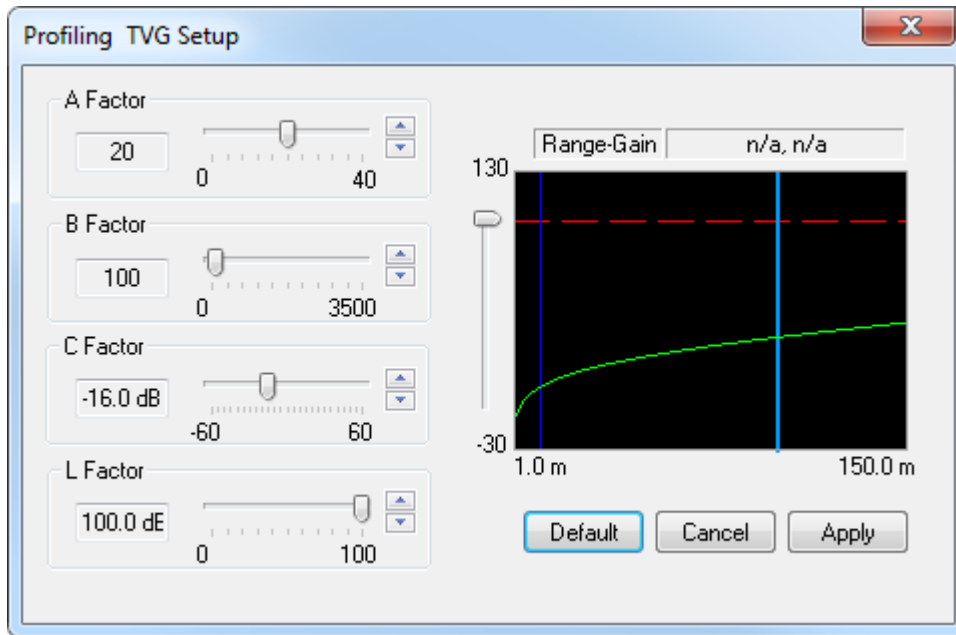 Profiling TVG Setup
A Factor
20
0 40
B Factor
100
0 3500
C Factor
-16.0 dB
-60 60
L Factor
100.0 dE
0 100
Range-Gain n/a, n/a
130
-30
1.0 m 150.0 m
Default Cancel Apply